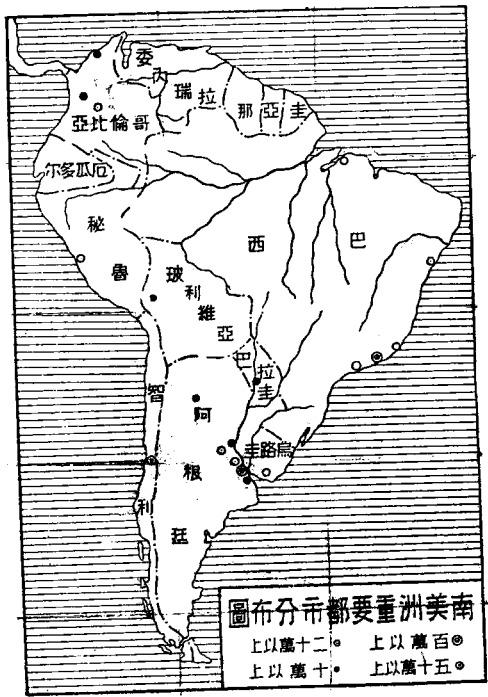 委內瑞拉
圭亞那
哥倫比亞
厄瓜多尔
秘魯
巴西
玻利維亞
巴拉圭
智利
阿根廷
烏路圭
南美洲重要都市分布圖
百萬以上
二十萬以上
五十萬以上
十萬以上